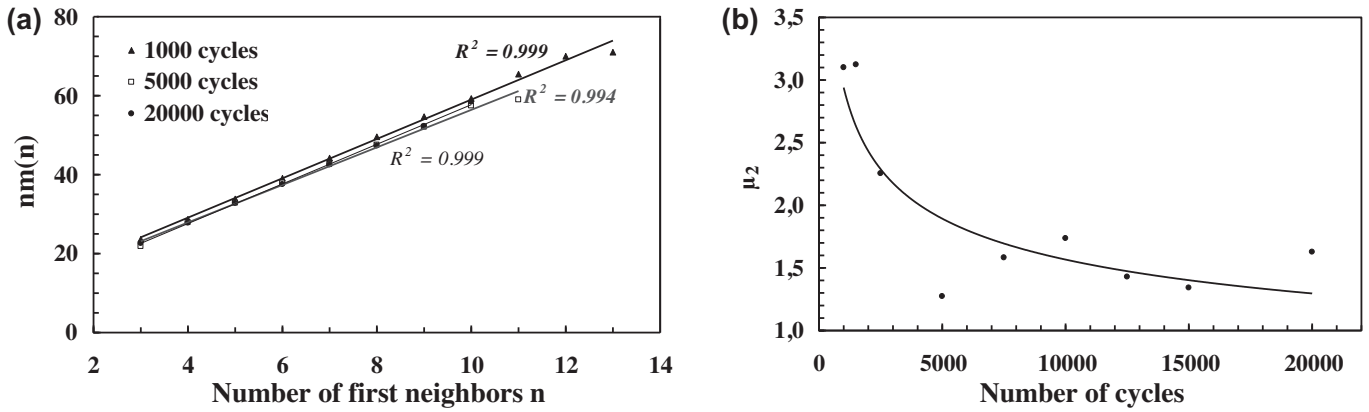 (a)
80
60
40
20
0
nm(n)
1000 cycles
5000 cycles
20000 cycles
R² = 0.999
R² = 0.994
R² = 0.999
2 4 6 8 10 12 14
Number of first neighbors n
(b)
3,5
3,0
2,5
2,0
1,5
1,0
μ₂
0 5000 10000 15000 20000
Number of cycles